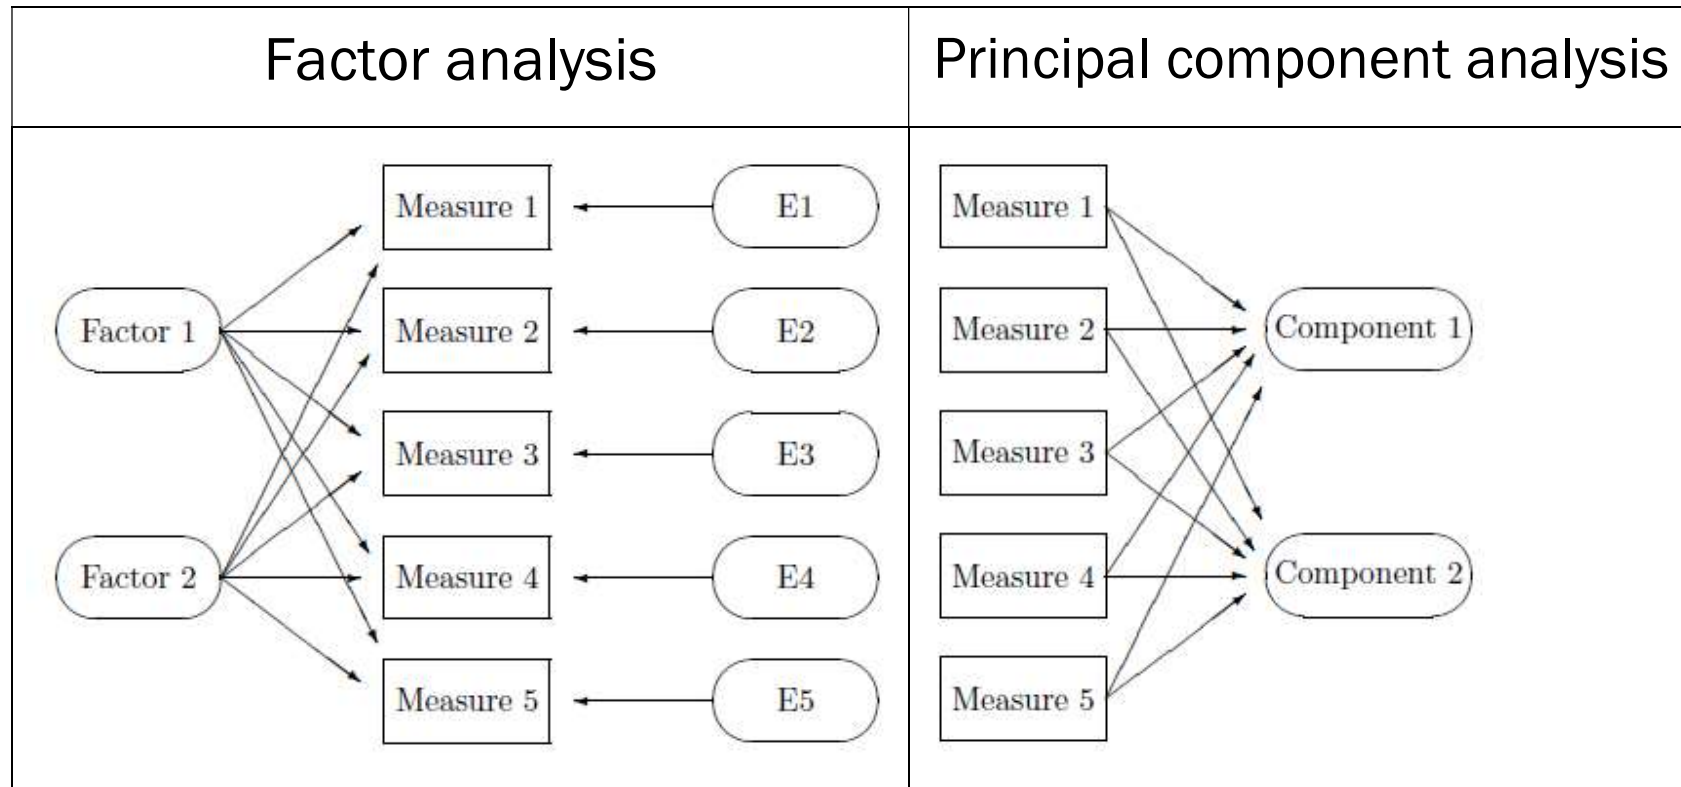 Factor analysis
Principal component analysis
Measure 1
E1
Factor 1
Measure 2
E2
Measure 3
E3
Factor 2
Measure 4
E4
Measure 5
E5
Measure 1
Measure 2
Component 1
Measure 3
Measure 4
Component 2
Measure 5